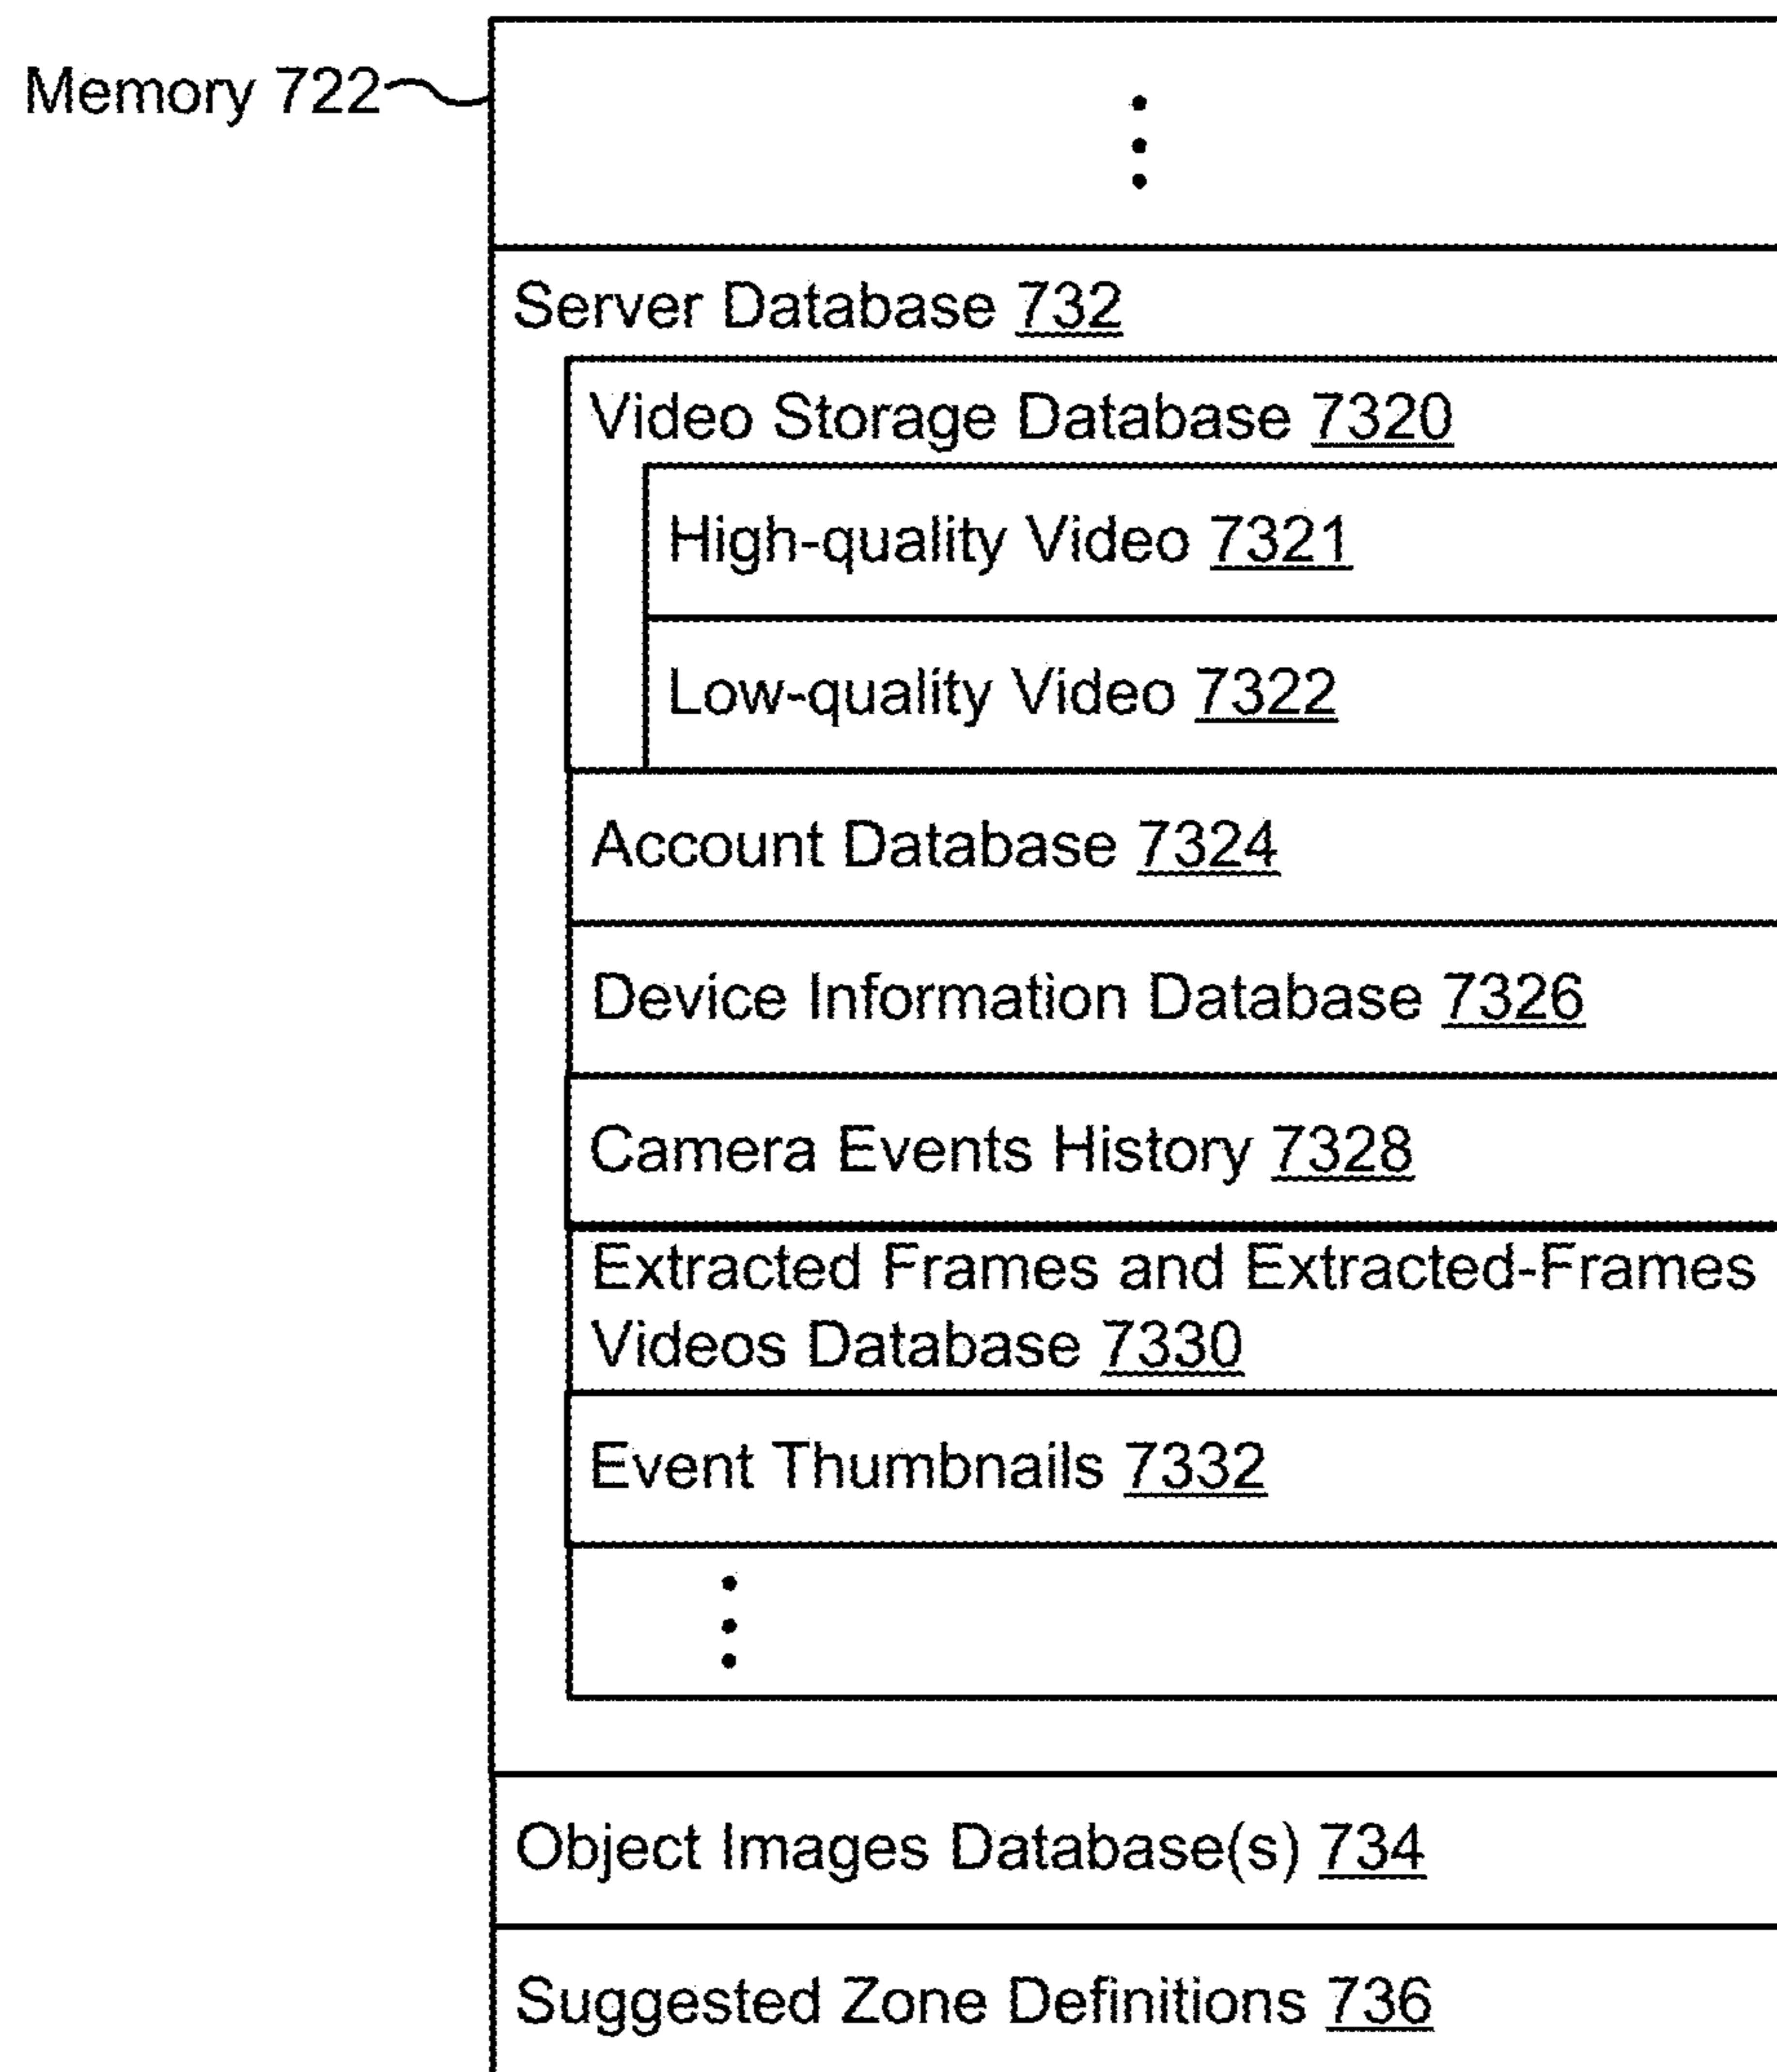 Memory 722
Server Database 732
Video Storage Database 7320
High-quality Video 7321
Low-quality Video 7322
Account Database 7324
Device Information Database 7326
Camera Events History 7328
Extracted Frames and Extracted-Frames
Videos Database 7330
Event Thumbnails 7332
Object Images Database(s) 734
Suggested Zone Definitions 736